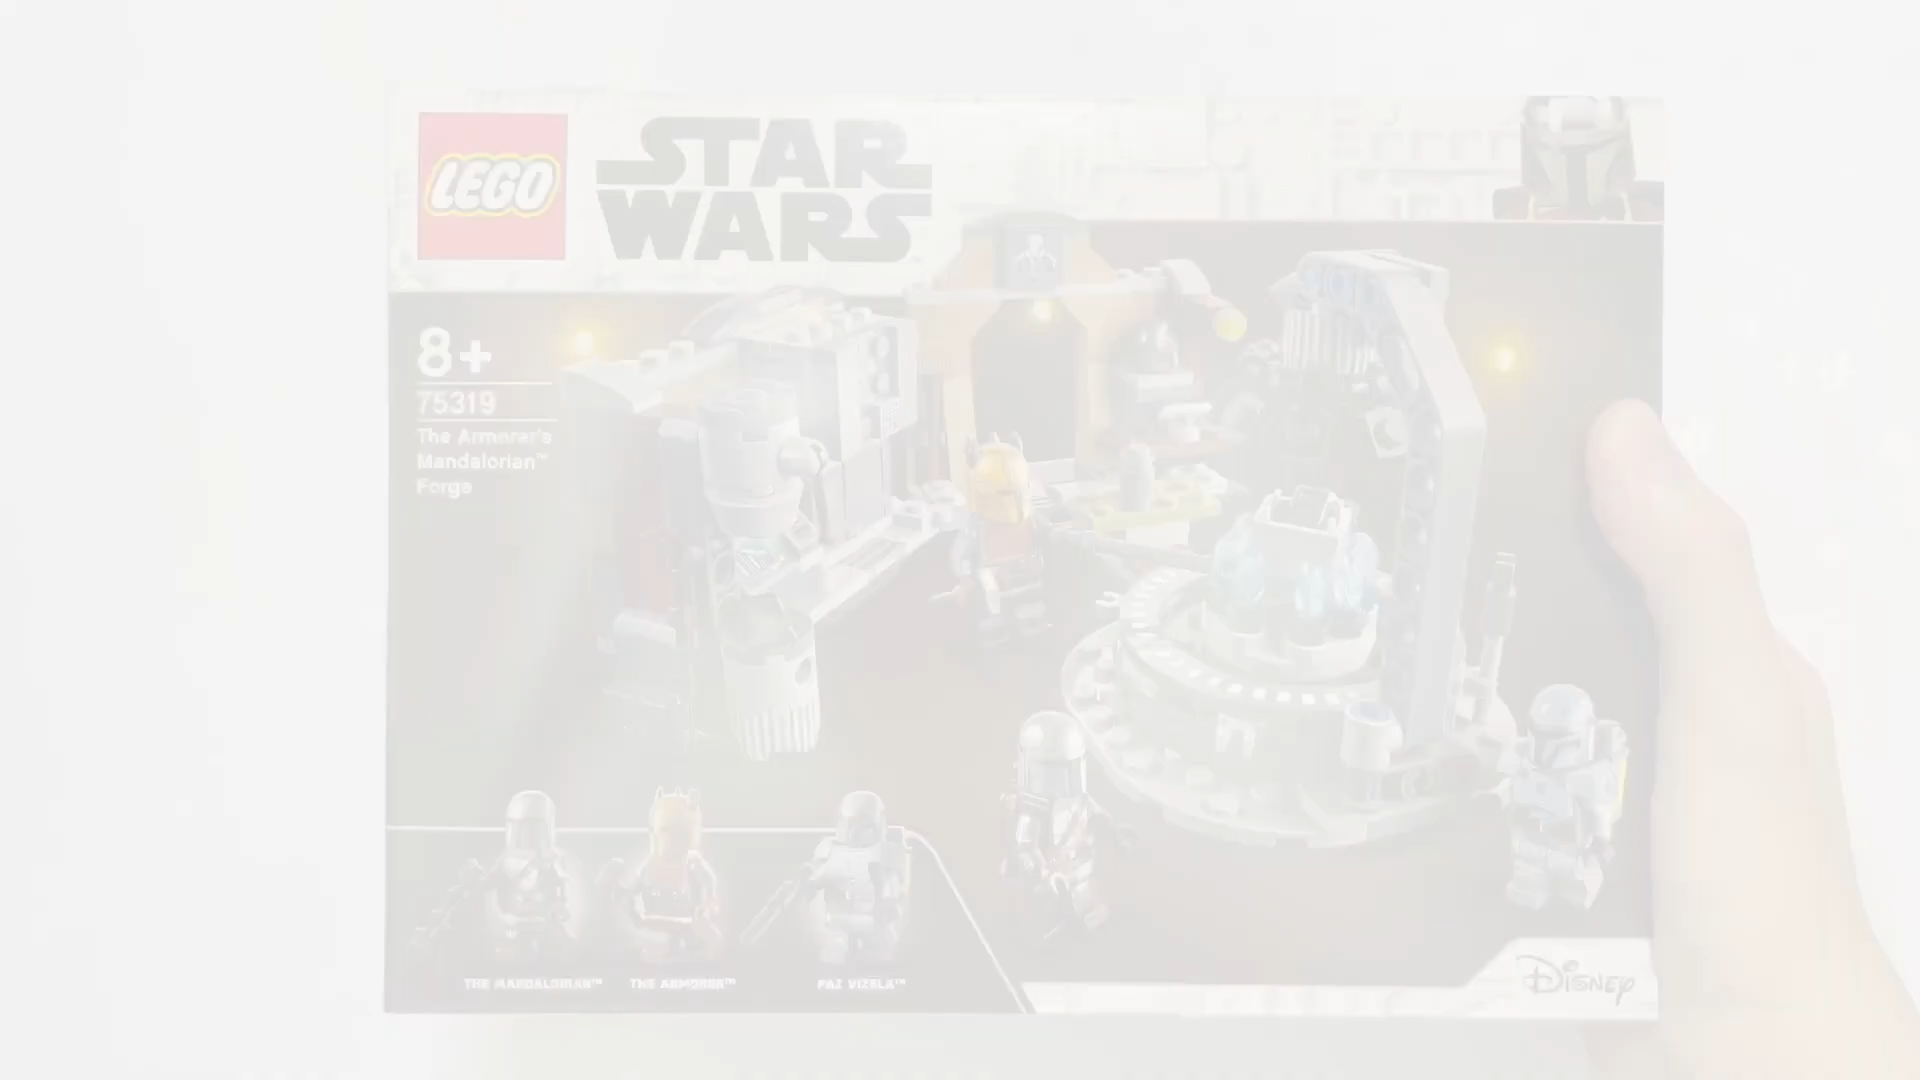 LEGO
STAR
WARS
8+
75319
The Armorer's
Mandalorian™
Forge
THE MANDALORIAN™
THE ARMORER™
PAZ VIZSLA™
Disney